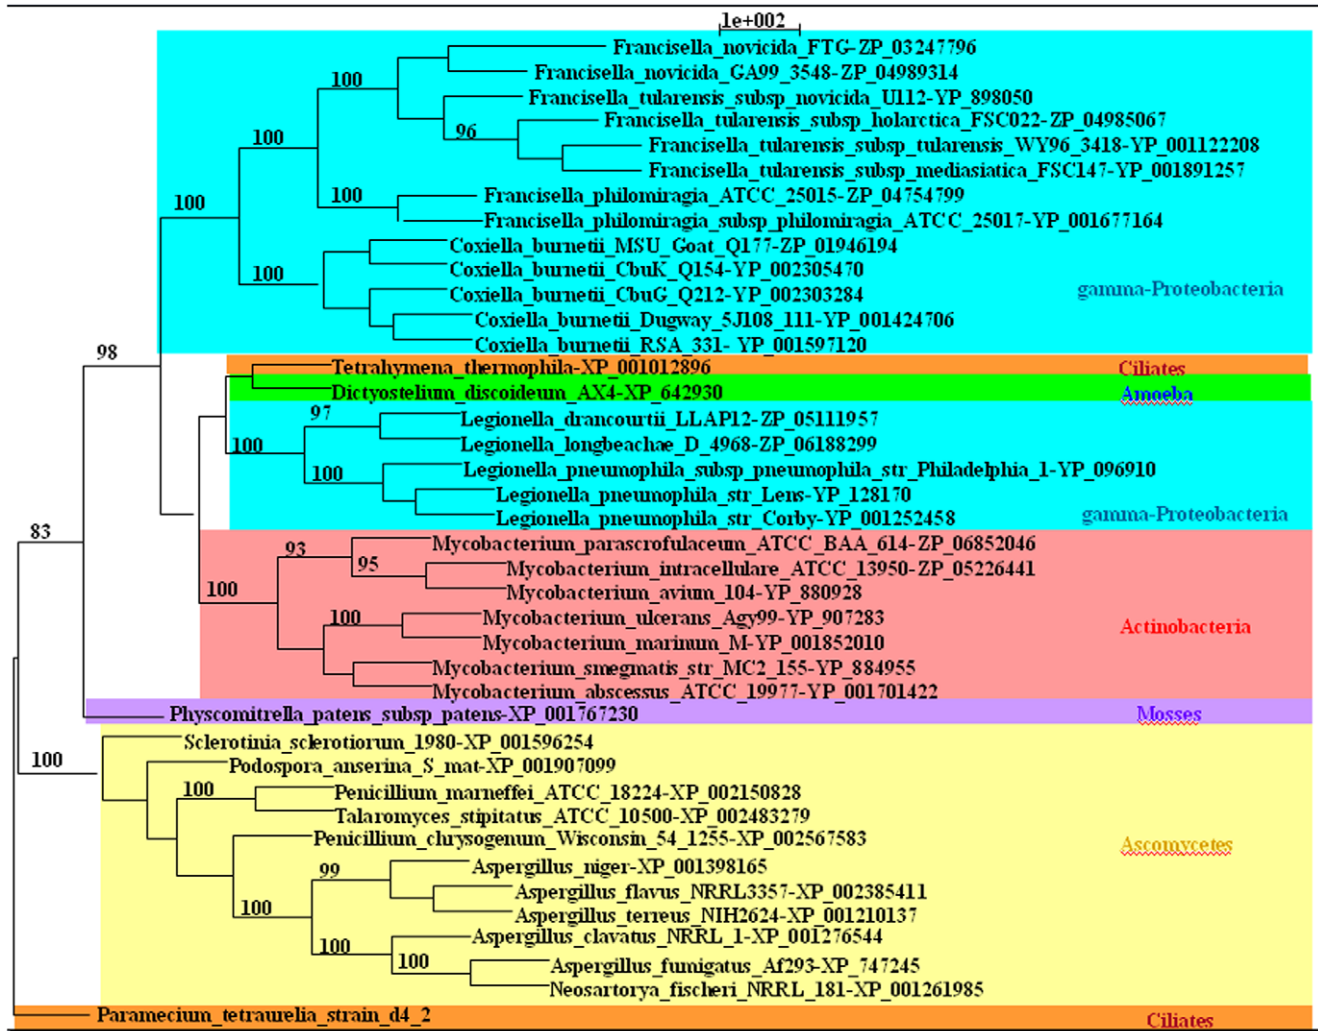 1e+002
Francisella_novicida_FTG-ZP_03247796
Francisella_novicida_GA99_3548-ZP_04989314
100
Francisella_tularensis_subsp_novicida_U112-YP_898050
Francisella_tularensis_subsp_holarctica_FSC022-ZP_04985067
96
100
Francisella_tularensis_subsp_tularensis_WY96_3418-YP_001122208
Francisella_tularensis_subsp_mediasiatica_FSC147-YP_001891257
100
Francisella_philomiragia_ATCC_25015-ZP_04754799
100
Francisella_philomiragia_subsp_philomiragia_ATCC_25017-YP_001677164
Coxiella_burnetii_MSU_Goat_Q177-ZP_01946194
100
Coxiella_burnetii_CbuK_Q154-YP_002305470
Coxiella_burnetii_CbuG_Q212-YP_002303284
gamma-Proteobacteria
Coxiella_burnetii_Dugway_5J108_111-YP_001424706
Coxiella_burnetii_RSA_331- YP_001597120
98
Tetrahymena_thermophila-XP_001012896
Ciliates
Dictyostelium_discoideum_AX4-XP_642930
Amoeba
97
Legionella_drancourtii_LLAP12-ZP_05111957
100
Legionella_longbeachae_D_4968-ZP_06188299
100
Legionella_pneumophila_subsp_pneumophila_str_Philadelphia_1-YP_096910
Legionella_pneumophila_str_Lens-YP_128170
Legionella_pneumophila_str_Corby-YP_001252458
gamma-Proteobacteria
83
93
Mycobacterium_parascrofulaceum_ATCC_BAA_614-ZP_06852046
95
Mycobacterium_intracellulare_ATCC_13950-ZP_05226441
100
Mycobacterium_avium_104-YP_880928
100
Mycobacterium_ulcerans_Agy99-YP_907283
Actinobacteria
Mycobacterium_marinum_M-YP_001852010
Mycobacterium_smegmatis_str_MC2_155-YP_884955
Mycobacterium_abscessus_ATCC_19977-YP_001701422
Physcomitrella_patens_subsp_patens-XP_001767230
Mosses
Sclerotinia_sclerotiorum_1980-XP_001596254
100
Podospora_anserina_S_mat-XP_001907099
100
Penicillium_marneffei_ATCC_18224-XP_002150828
Talaromyces_stipitatus_ATCC_10500-XP_002483279
Penicillium_chrysogenum_Wisconsin_54_1255-XP_002567583
Ascomycetes
99
Aspergillus_niger-XP_001398165
Aspergillus_flavus_NRRL3357-XP_002385411
100
Aspergillus_terreus_NIH2624-XP_001210137
100
Aspergillus_clavatus_NRRL_1-XP_001276544
100
Aspergillus_fumigatus_Af293-XP_747245
Neosartorya_fischeri_NRRL_181-XP_001261985
Paramecium_tetraurelia_strain_d4_2
Ciliates